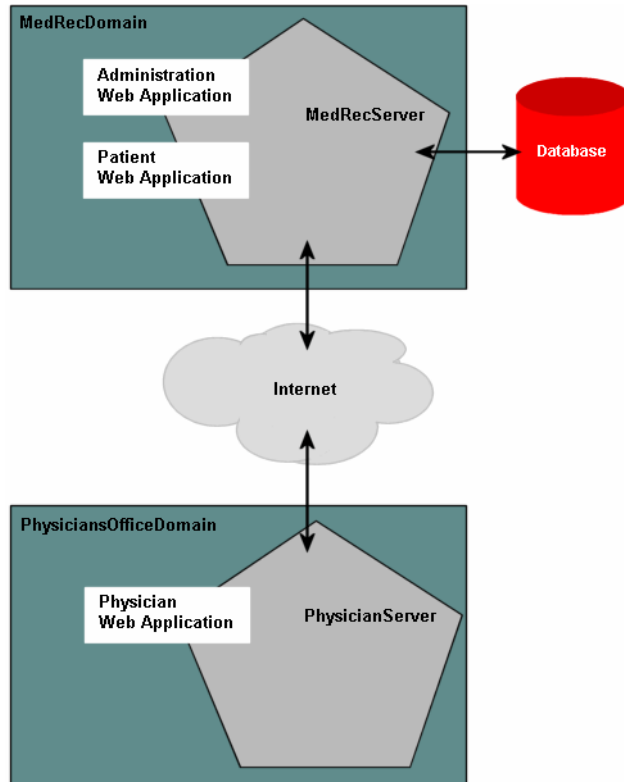 MedRecDomain
Administration
Web Application
MedRecServer
Patient
Web Application
Database
Internet
PhysiciansOfficeDomain
Physician
Web Application
PhysicianServer